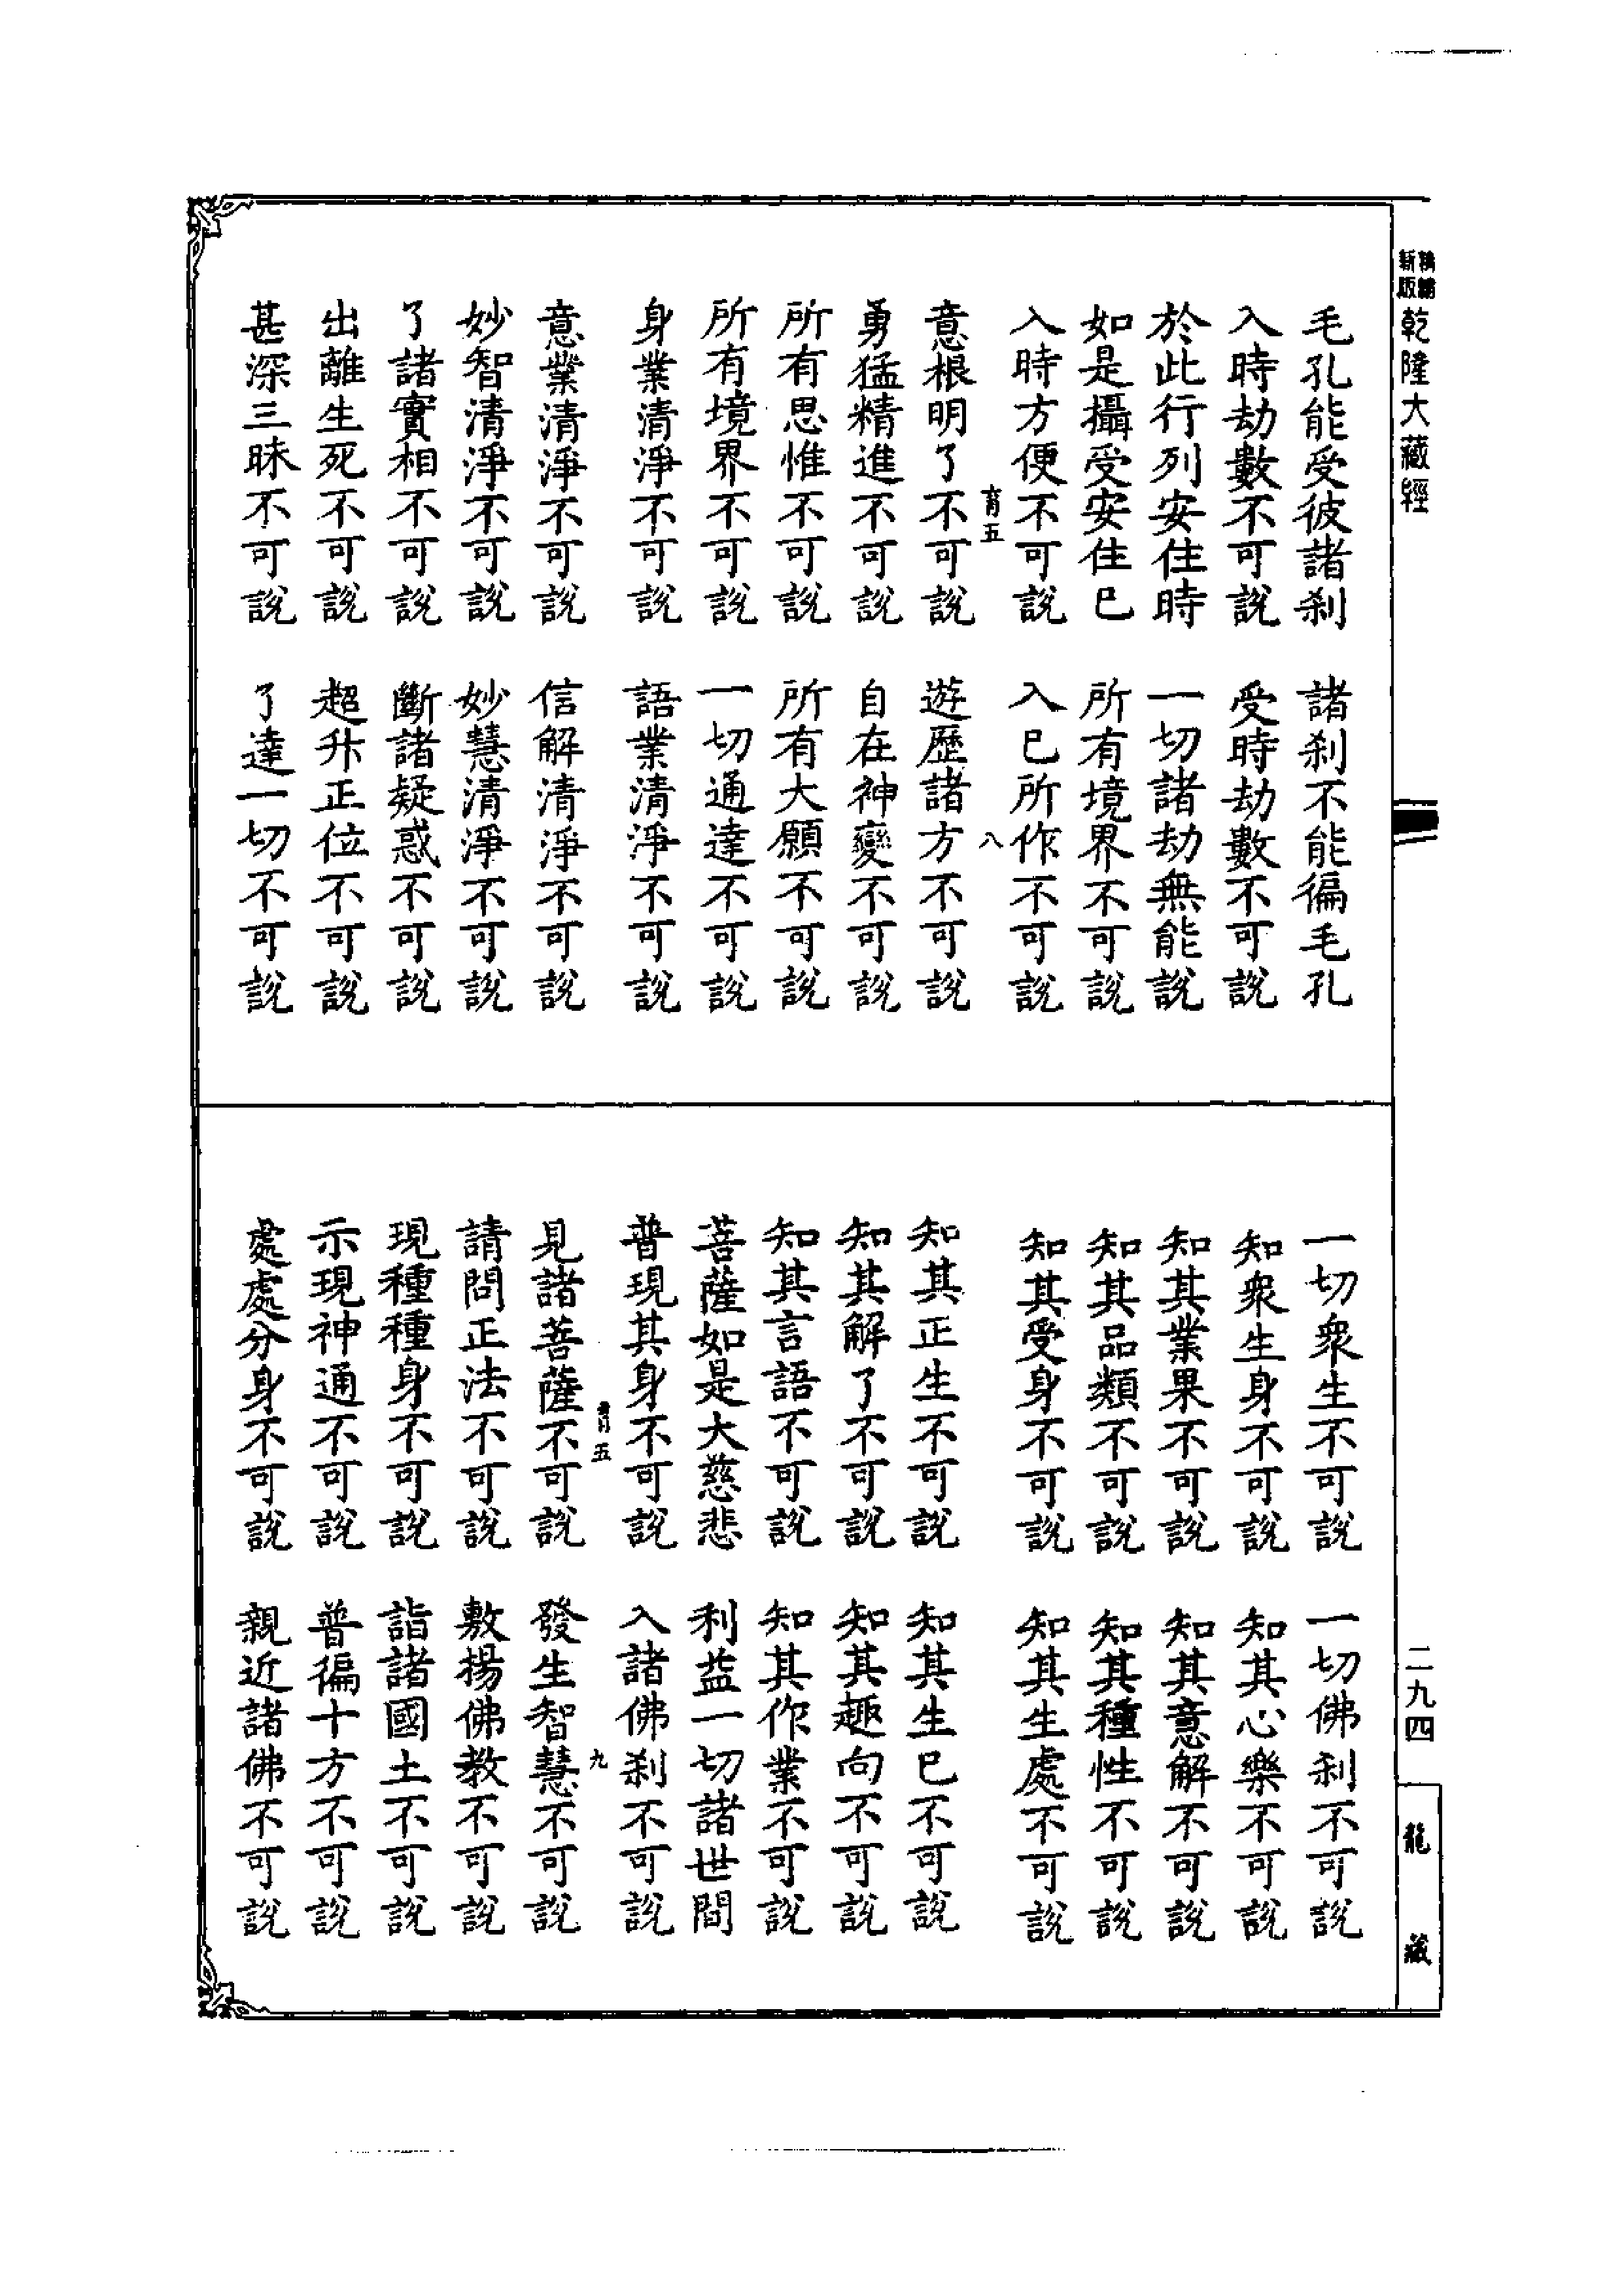 精縮
新版
乾隆大藏經
毛孔能受彼諸刹　諸刹不能徧毛孔
入時劫數不可說　受時劫數不可說
於此行列安住時　一切諸劫無能說
如是攝受安住已　所有境界不可說
入時方便不可說　入已所作不可說
育五　八
意根明了不可說　遊歷諸方不可說
勇猛精進不可說　自在神變不可說
所有思惟不可說　所有大願不可說
所有境界不可說　一切通達不可說
身業清淨不可說　語業清淨不可說
意業清淨不可說　信解清淨不可說
妙智清淨不可說　妙慧清淨不可說
了諸實相不可說　斷諸疑惑不可說
出離生死不可說　超升正位不可說
甚深三昧不可說　了達一切不可說
一切衆生不可說　一切佛刹不可說
知衆生身不可說　知其心樂不可說
知其業果不可說　知其意解不可說
知其品類不可說　知其種性不可說
知其受身不可說　知其生處不可說
知其正生不可說　知其生已不可說
知其解了不可說　知其趣向不可說
知其言語不可說　知其作業不可說
菩薩如是大慈悲　利益一切諸世間
普現其身不可說　入諸佛刹不可說
育五　九
見諸菩薩不可說　發生智慧不可說
請問正法不可說　敷揚佛教不可說
現種種身不可說　詣諸國土不可說
示現神通不可說　普徧十方不可說
處處分身不可說　親近諸佛不可說
二九四
龍藏